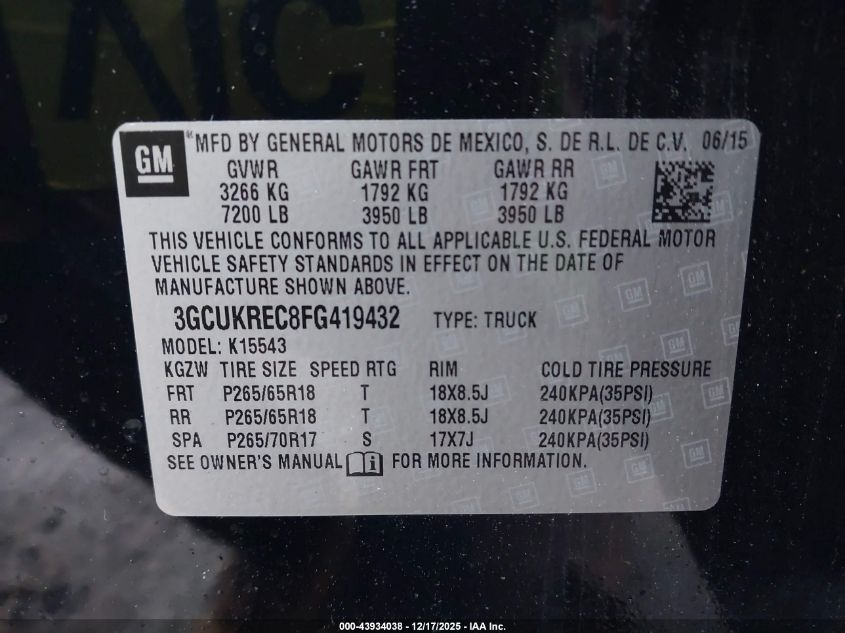 GM
MFD BY GENERAL MOTORS DE MEXICO, S. DE R.L. DE C.V. 06/15
GVWR GAWR FRT GAWR RR
3266 KG 1792 KG 1792 KG
7200 LB 3950 LB 3950 LB
THIS VEHICLE CONFORMS TO ALL APPLICABLE U.S. FEDERAL MOTOR
VEHICLE SAFETY STANDARDS IN EFFECT ON THE DATE OF
MANUFACTURE SHOWN ABOVE.
3GCUKREC8FG419432 TYPE: TRUCK
MODEL: K15543
KGZW TIRE SIZE SPEED RTG RIM COLD TIRE PRESSURE
FRT P265/65R18 T 18X8.5J 240KPA(35PSI)
RR P265/65R18 T 18X8.5J 240KPA(35PSI)
SPA P265/70R17 S 17X7J 240KPA(35PSI)
SEE OWNER'S MANUAL FOR MORE INFORMATION.
000-43934038 - 12/17/2025 - IAA Inc.